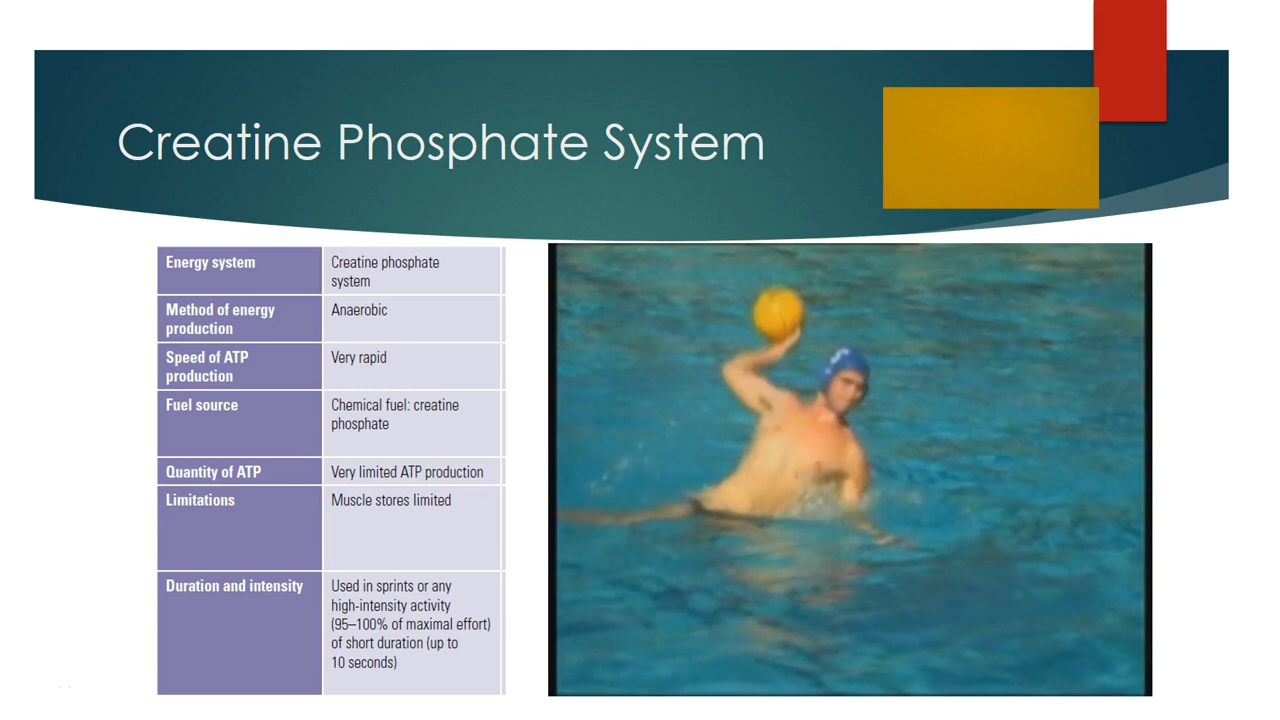 Creatine Phosphate System
Energy system
Creatine phosphate
system
Method of energy
production
Anaerobic
Speed of ATP
production
Very rapid
Fuel source
Chemical fuel: creatine
phosphate
Quantity of ATP
Very limited ATP production
Limitations
Muscle stores limited
Duration and intensity
Used in sprints or any
high-intensity activity
(95–100% of maximal effort)
of short duration (up to
10 seconds)